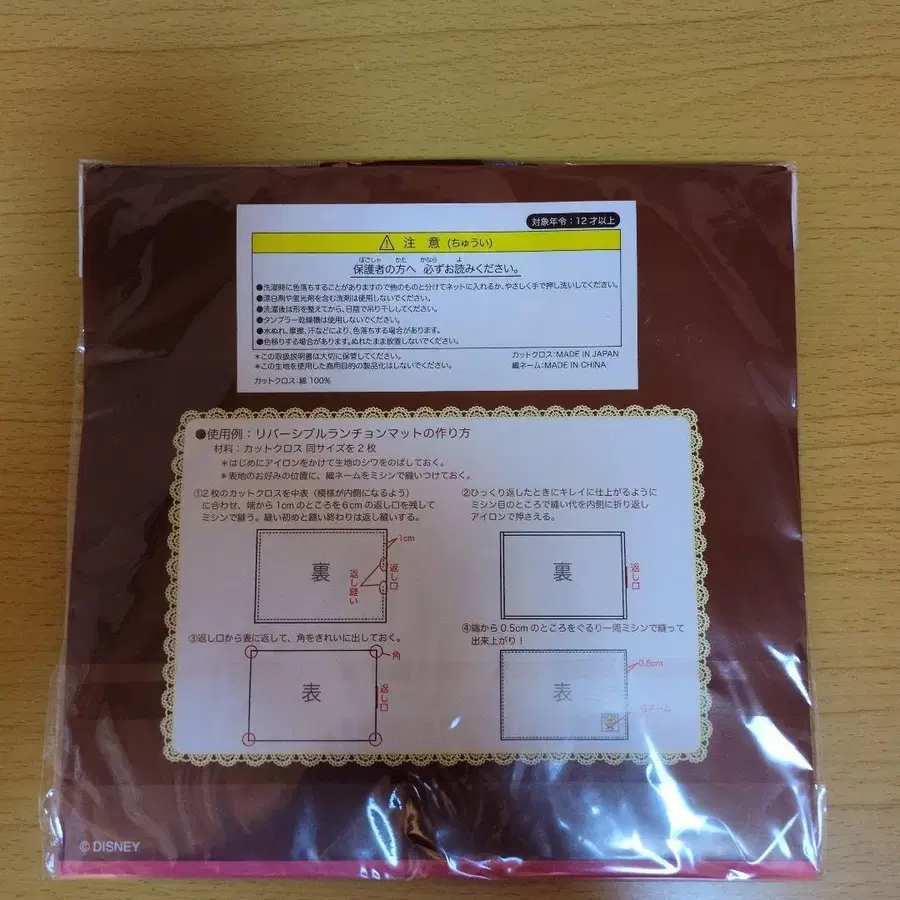 対象年令：12才以上
⚠ 注 意 (ちゅうい)
ほごしゃ かた かなら よ
保護者の方へ 必ずお読みください。
●洗濯時に色落ちすることがありますので他のものと分けてネットに入れるか、やさしく手で押し洗いしてください。
●漂白剤や蛍光剤を含む洗剤は使用しないでください。
●洗濯後は形を整えてから、日陰で吊り干ししてください。
●タンブラー乾燥機は使用しないでください。
●水ぬれ、摩擦、汗などにより、色落ちする場合があります。
●色移りする場合がありますので、ぬれたまま放置しないでください。
＊この取扱説明書は大切に保管してください。
＊この生地を使用した商用目的の製品化はしないでください。
カットクロス：MADE IN JAPAN
織ネーム：MADE IN CHINA
カットクロス：綿 100%
●使用例：リバーシブルランチョンマットの作り方
材料：カットクロス 同サイズを2枚
＊はじめにアイロンをかけて生地のシワをのばしておく。
＊表地のお好みの位置に、織ネームをミシンで縫いつけておく。
①2枚のカットクロスを中表（模様が内側になるよう）
に合わせ、端から1cmのところを6cmの返し口を残して
ミシンで縫う。縫い初めと縫い終わりは返し縫いする。
1cm
裏
返し縫い
返し口
②ひっくり返したときにキレイに仕上がるように
ミシン目のところで縫い代を内側に折り返し
アイロンで押さえる。
裏
返し口
③返し口から表に返して、角をきれいに出しておく。
角
表
返し口
④端から0.5cmのところをぐるり一周ミシンで縫って
出来上がり！
0.5cm
表
織ネーム
© DISNEY